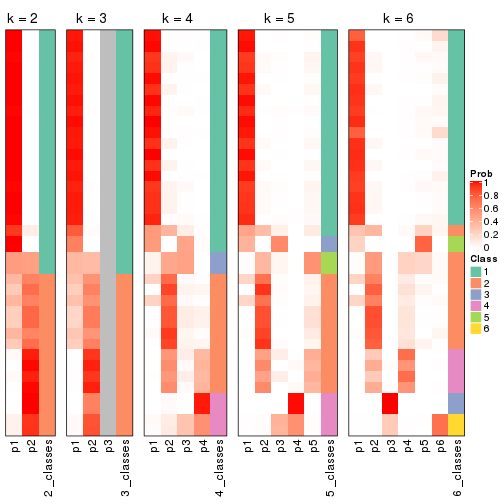 k = 2
k = 3
k = 4
k = 5
k = 6
p1
p2
2_classes
p1
p2
p3
3_classes
p1
p2
p3
p4
4_classes
p1
p2
p3
p4
p5
5_classes
p1
p2
p3
p4
p5
p6
6_classes
Prob
1
0.8
0.6
0.4
0.2
0
Class
1
2
3
4
5
6